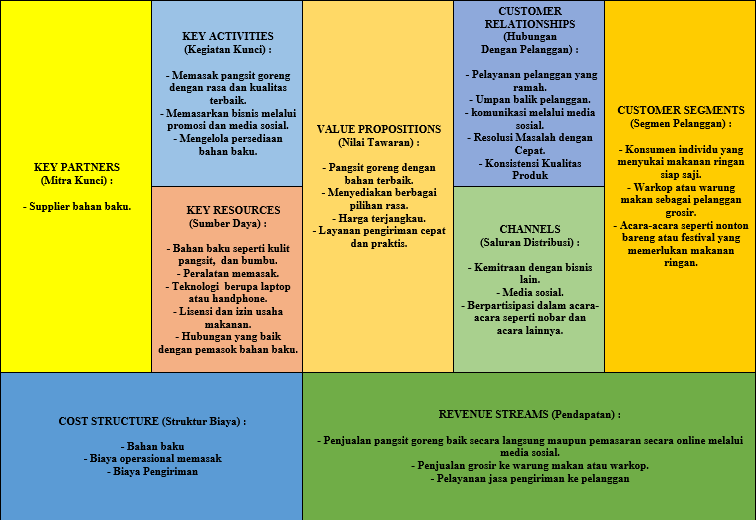 KEY PARTNERS
(Mitra Kunci) :
- Supplier bahan baku.
KEY ACTIVITIES
(Kegiatan Kunci) :
- Memasak pangsit goreng
dengan rasa dan kualitas
terbaik.
- Memasarkan bisnis melalui
promosi dan media sosial.
- Mengelola persediaan
bahan baku.
KEY RESOURCES
(Sumber Daya) :
- Bahan baku seperti kulit
pangsit,  dan bumbu.
- Peralatan memasak.
- Teknologi  berupa laptop
atau handphone.
- Lisensi dan izin usaha
makanan.
- Hubungan yang baik
dengan pemasok bahan baku.
VALUE PROPOSITIONS
(Nilai Tawaran) :
- Pangsit goreng dengan
bahan terbaik.
- Menyediakan berbagai
pilihan rasa.
- Harga terjangkau.
- Layanan pengiriman cepat
dan praktis.
CUSTOMER
RELATIONSHIPS
(Hubungan
Dengan Pelanggan) :
- Pelayanan pelanggan yang
ramah.
- Umpan balik pelanggan.
- komunikasi melalui media
sosial.
- Resolusi Masalah dengan
Cepat.
- Konsistensi Kualitas
Produk
CHANNELS
(Saluran Distribusi) :
- Kemitraan dengan bisnis
lain.
- Media sosial.
- Berpartisipasi dalam acara-
acara seperti nobar dan
acara lainnya.
CUSTOMER SEGMENTS
(Segmen Pelanggan) :
- Konsumen individu yang
menyukai makanan ringan
siap saji.
- Warkop atau warung
makan sebagai pelanggan
grosir.
- Acara-acara seperti nonton
bareng atau festival yang
memerlukan makanan
ringan.
COST STRUCTURE (Struktur Biaya) :
- Bahan baku
- Biaya operasional memasak
- Biaya Pengiriman
REVENUE STREAMS (Pendapatan) :
- Penjualan pangsit goreng baik secara langsung maupun pemasaran secara online melalui
media sosial.
- Penjualan grosir ke warung makan atau warkop.
- Pelayanan jasa pengiriman ke pelanggan